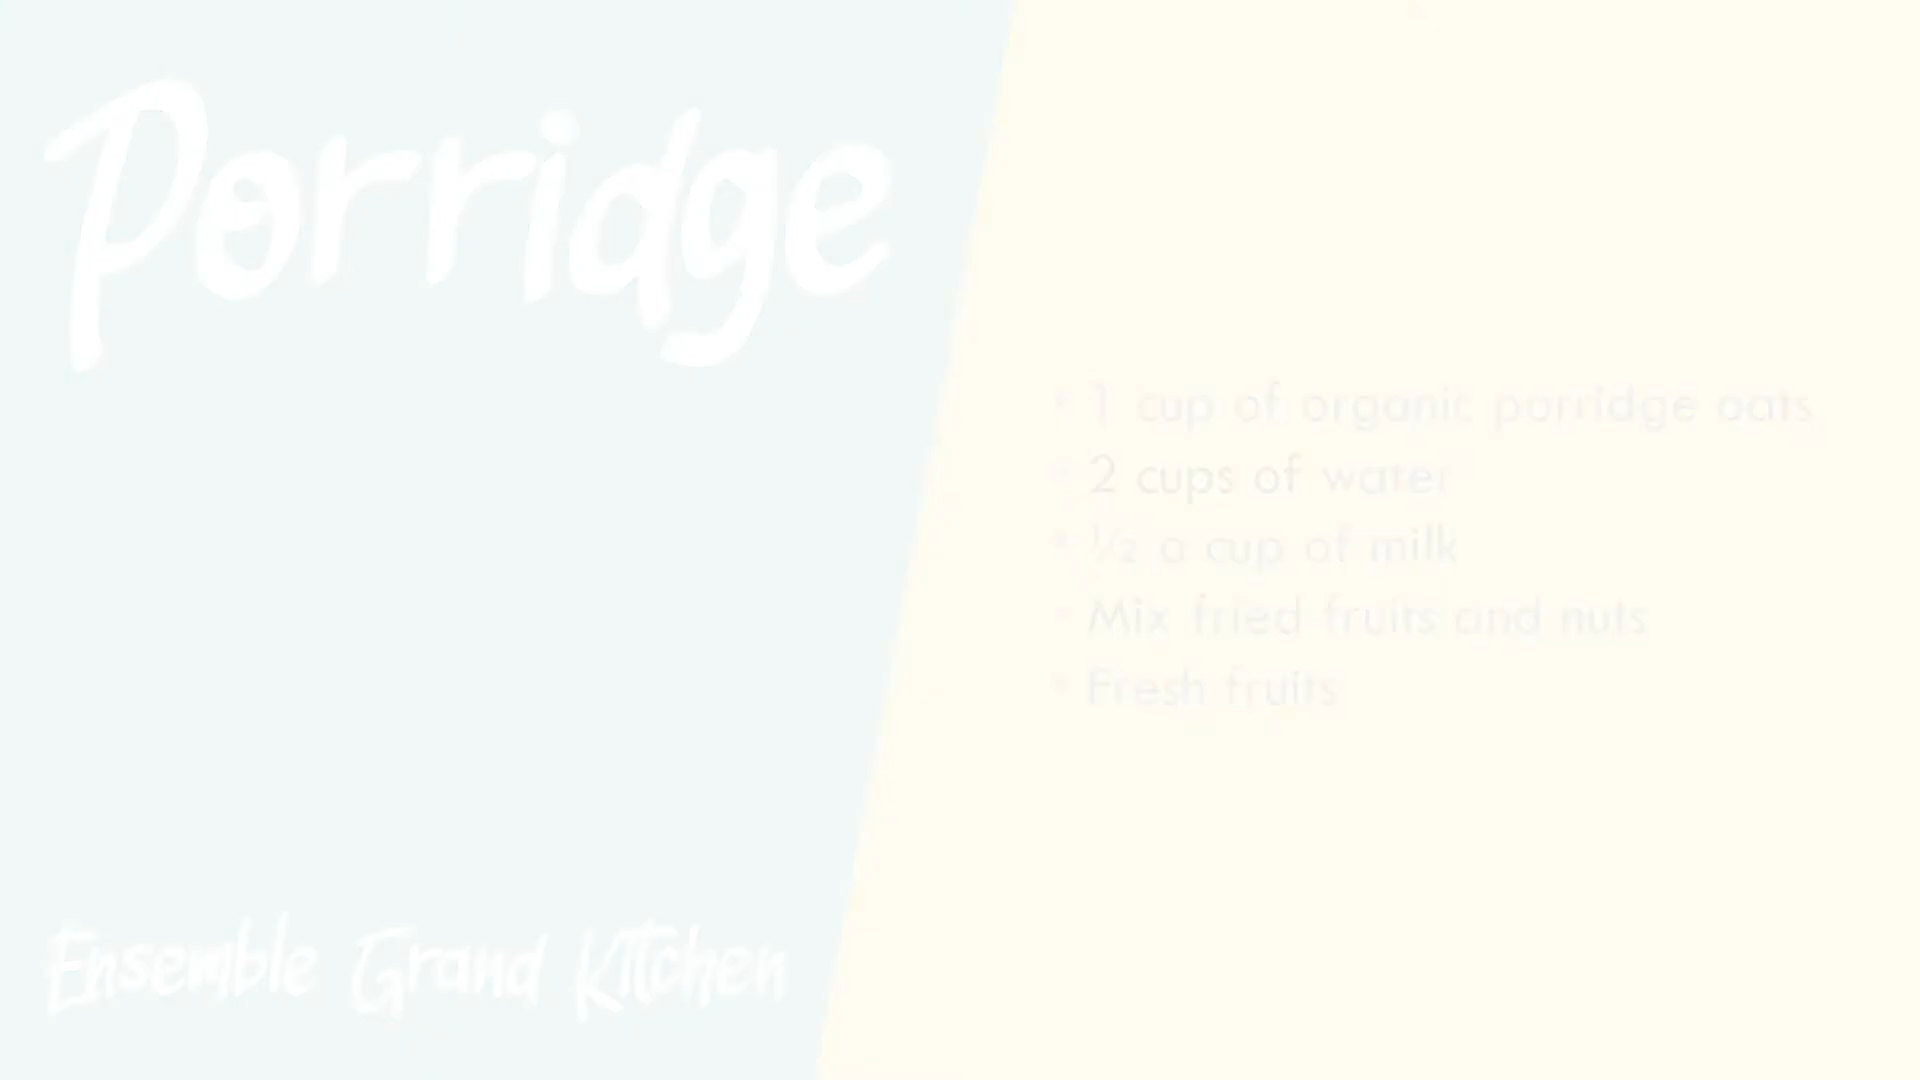 Porridge
• 1 cup of organic porridge oats
• 2 cups of water
• ½ a cup of milk
• Mix fried fruits and nuts
• Fresh fruits
Ensemble Grand Kitchen